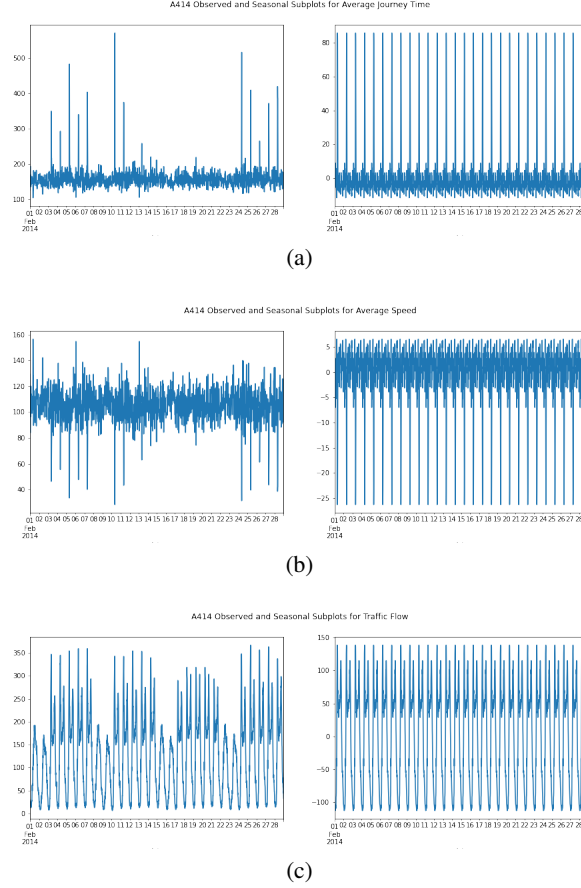 A414 Observed and Seasonal Subplots for Average Journey Time
500
400
300
200
100
01 02 03 04 05 06 07 08 09 10 11 12 13 14 15 16 17 18 19 20 21 22 23 24 25 26 27 28
Feb
2014
80
60
40
20
0
01 02 03 04 05 06 07 08 09 10 11 12 13 14 15 16 17 18 19 20 21 22 23 24 25 26 27 28
Feb
2014
(a)
A414 Observed and Seasonal Subplots for Average Speed
160
140
120
100
80
60
40
01 02 03 04 05 06 07 08 09 10 11 12 13 14 15 16 17 18 19 20 21 22 23 24 25 26 27 28
Feb
2014
5
0
−5
−10
−15
−20
−25
01 02 03 04 05 06 07 08 09 10 11 12 13 14 15 16 17 18 19 20 21 22 23 24 25 26 27 28
Feb
2014
(b)
A414 Observed and Seasonal Subplots for Traffic Flow
350
300
250
200
150
100
50
0
01 02 03 04 05 06 07 08 09 10 11 12 13 14 15 16 17 18 19 20 21 22 23 24 25 26 27 28
Feb
2014
150
100
50
0
−50
−100
01 02 03 04 05 06 07 08 09 10 11 12 13 14 15 16 17 18 19 20 21 22 23 24 25 26 27 28
Feb
2014
(c)